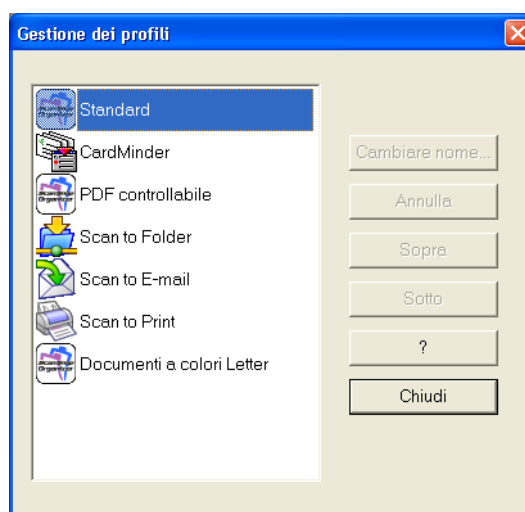 Gestione dei profili
Standard
CardMinder
PDF controllabile
Scan to Folder
Scan to E-mail
Scan to Print
Documenti a colori Letter
Cambiare nome...
Annulla
Sopra
Sotto
?
Chiudi